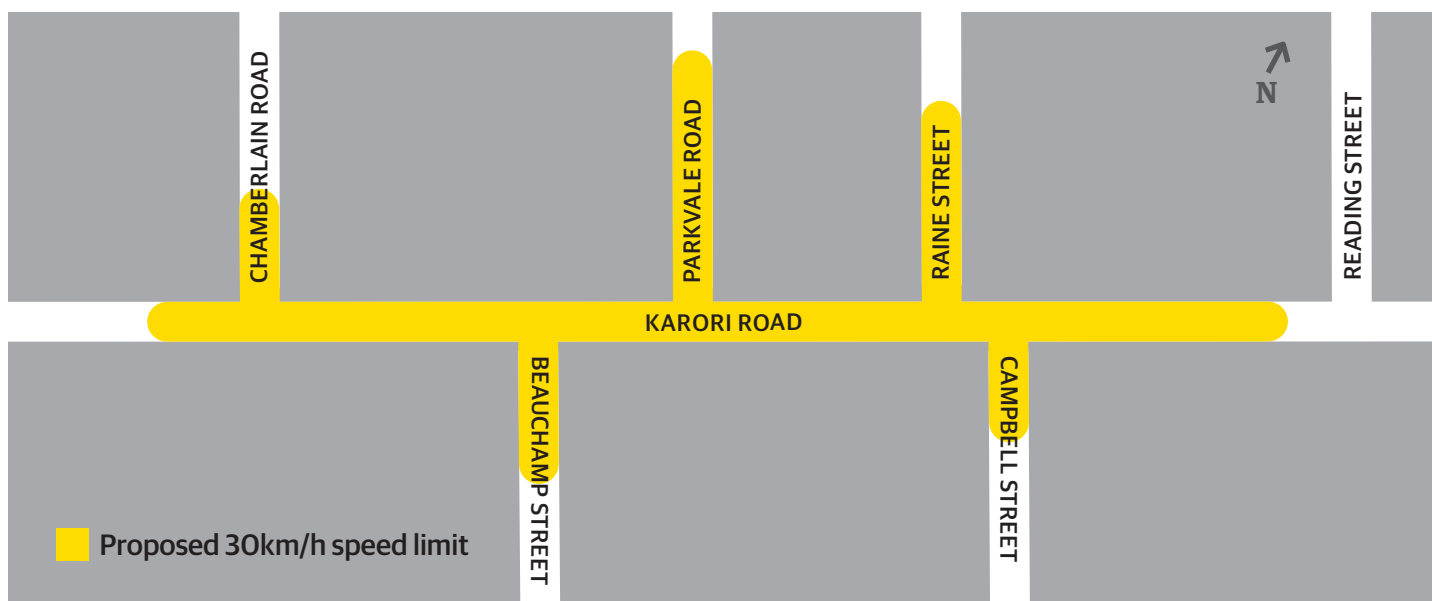 CHAMBERLAIN ROAD
PARKVALE ROAD
RAINE STREET
N
READING STREET
KARORI ROAD
BEAUCHAMP STREET
CAMPBELL STREET
Proposed 30km/h speed limit